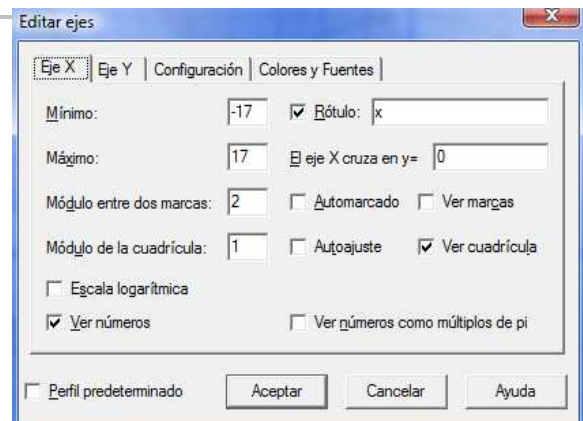 Editar ejes
Eje X Eje Y Configuración Colores y Fuentes
Mínimo: -17 Rótulo: x
Máximo: 17 El eje X cruza en y= 0
Módulo entre dos marcas: 2 Automarcado Ver marcas
Módulo de la cuadrícula: 1 Autoajuste Ver cuadrícula
Escala logarítmica
Ver números Ver números como múltiplos de pi
Perfil predeterminado Aceptar Cancelar Ayuda